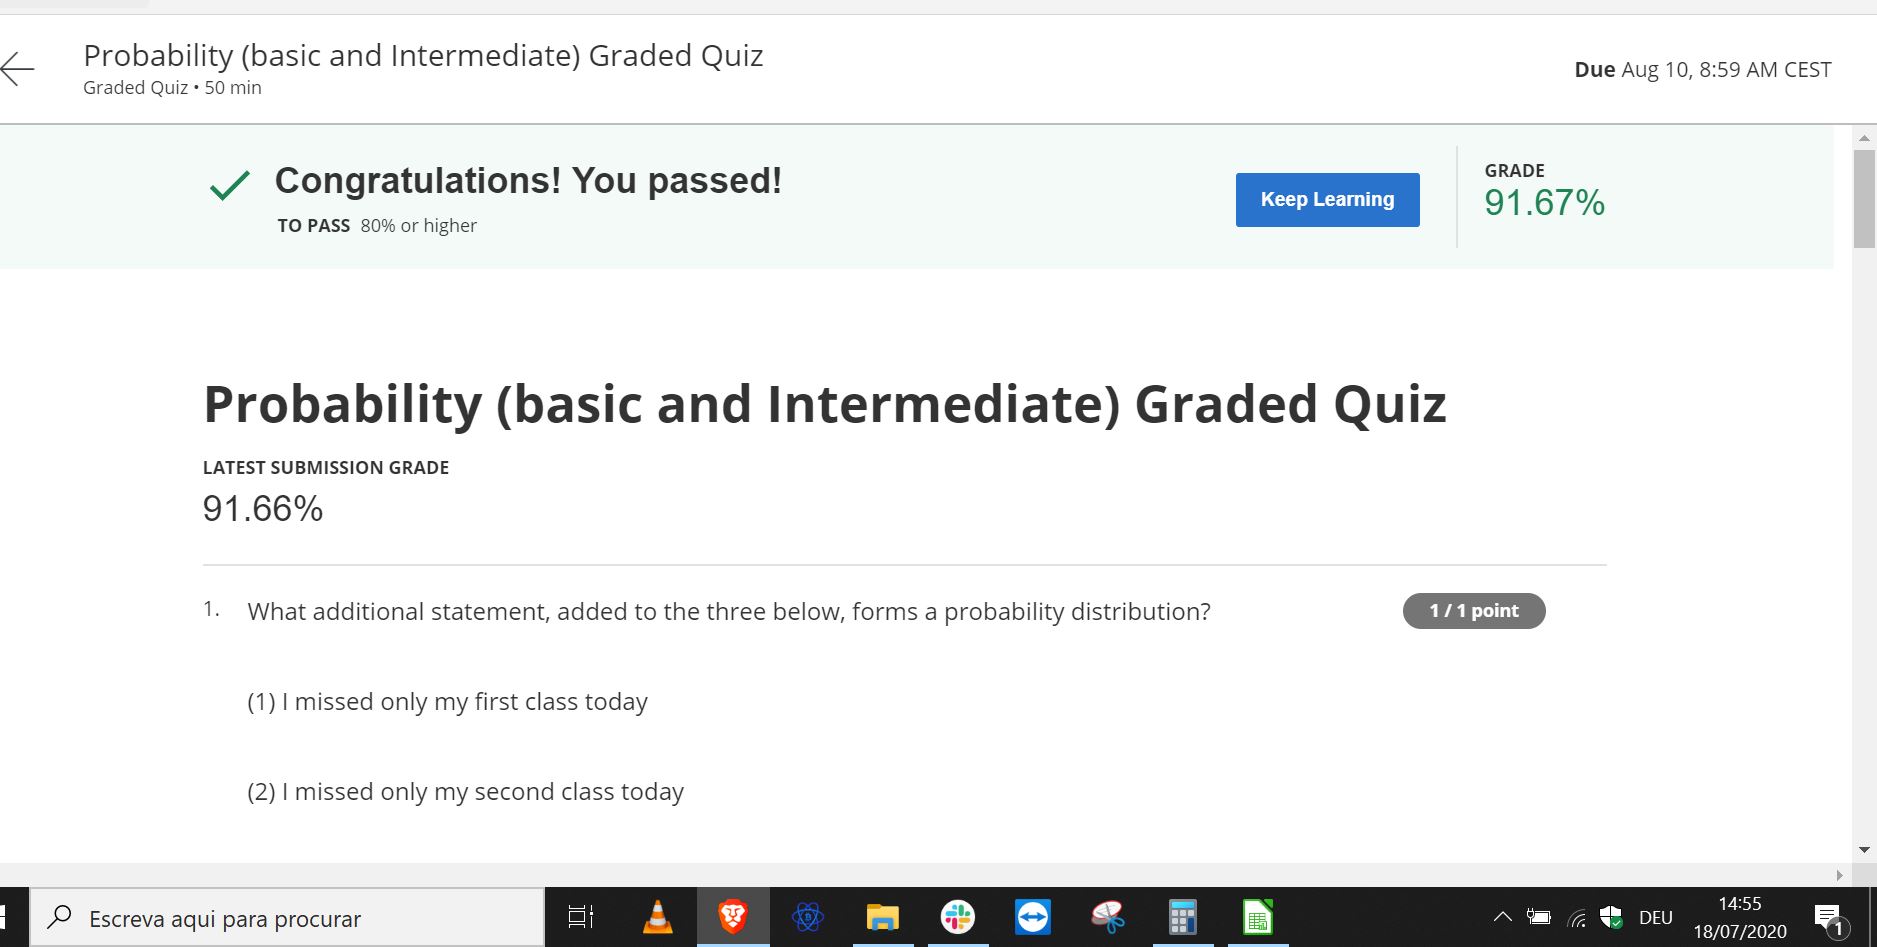 Probability (basic and Intermediate) Graded Quiz
Graded Quiz • 50 min
Due Aug 10, 8:59 AM CEST
Congratulations! You passed!
TO PASS 80% or higher
Keep Learning
GRADE
91.67%
Probability (basic and Intermediate) Graded Quiz
LATEST SUBMISSION GRADE
91.66%
1. What additional statement, added to the three below, forms a probability distribution?
1 / 1 point
(1) I missed only my first class today
(2) I missed only my second class today
Escreva aqui para procurar
DEU
14:55
18/07/2020
1